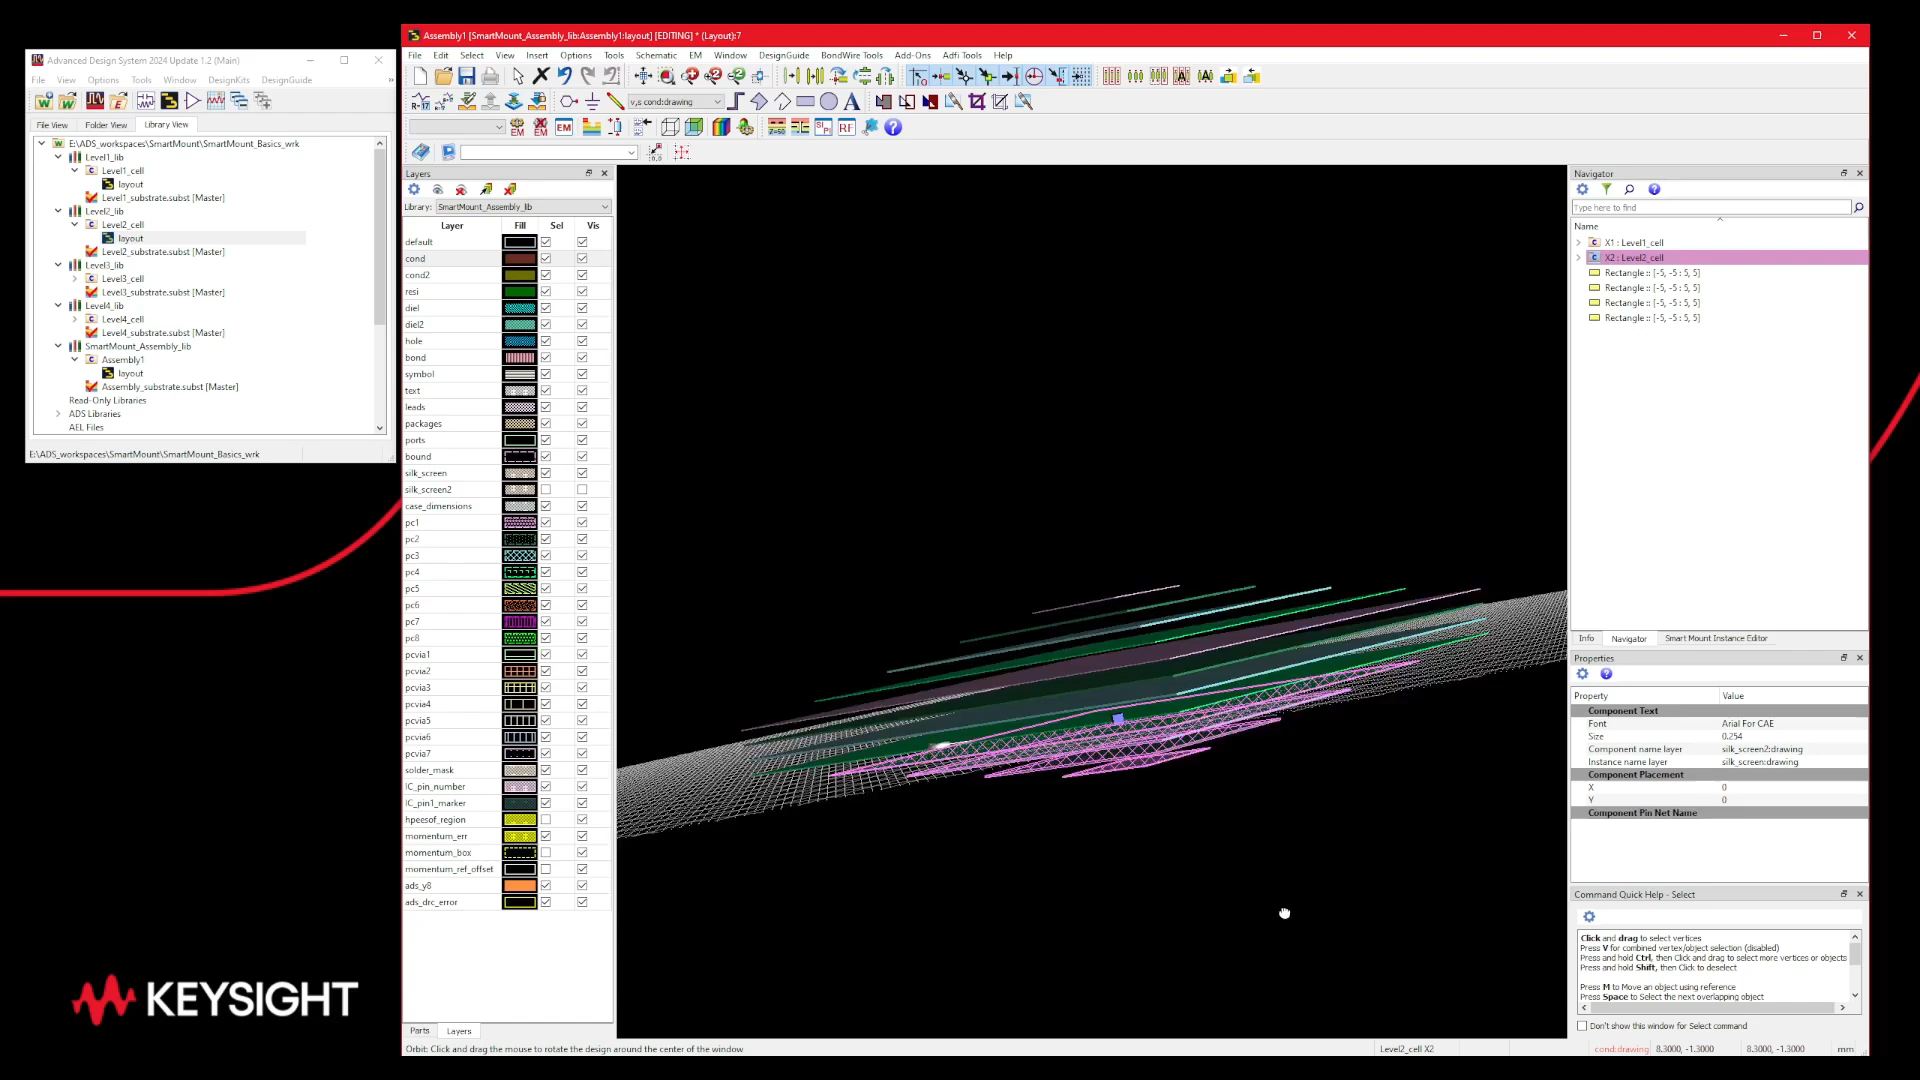 Advanced Design System 2024 Update 1.2 (Main)
File View Options Tools Window DesignKits DesignGuide
File View Folder View Library View
E:\ADS_workspaces\SmartMount\SmartMount_Basics_wrk
Level1_lib
Level1_cell
layout
Level1_substrate.subst [Master]
Level2_lib
Level2_cell
layout
Level2_substrate.subst [Master]
Level3_lib
Level3_cell
Level3_substrate.subst [Master]
Level4_lib
Level4_cell
Level4_substrate.subst [Master]
SmartMount_Assembly_lib
Assembly1
layout
Assembly_substrate.subst [Master]
Read-Only Libraries
ADS Libraries
AEL Files
E:\ADS_workspaces\SmartMount\SmartMount_Basics_wrk
KEYSIGHT
Assembly1 [SmartMount_Assembly_lib:Assembly1:layout] [EDITING] * (Layout):7
File Edit Select View Insert Options Tools Schematic EM Window DesignGuide BondWire Tools Add-Ons Adfi Tools Help
v,s cond:drawing
Layers
Library: SmartMount_Assembly_lib
Layer Fill Sel Vis
default
cond
cond2
resi
diel
diel2
hole
bond
symbol
text
leads
packages
ports
bound
silk_screen
silk_screen2
case_dimensions
pc1
pc2
pc3
pc4
pc5
pc6
pc7
pc8
pcvia1
pcvia2
pcvia3
pcvia4
pcvia5
pcvia6
pcvia7
solder_mask
IC_pin_number
IC_pin1_marker
hpeesof_region
momentum_err
momentum_box
momentum_ref_offset
ads_y8
ads_drc_error
Parts Layers
Orbit: Click and drag the mouse to rotate the design around the center of the window
Level2_cell X2
cond:drawing 8.3000, -1.3000 8.3000, -1.3000 mm
Navigator
Type here to find
Name
X1 : Level1_cell
X2 : Level2_cell
Rectangle :: [-5, -5 : 5, 5]
Rectangle :: [-5, -5 : 5, 5]
Rectangle :: [-5, -5 : 5, 5]
Rectangle :: [-5, -5 : 5, 5]
Info Navigator Smart Mount Instance Editor
Properties
Property Value
Component Text
Font Arial For CAE
Size 0.254
Component name layer silk_screen2:drawing
Instance name layer silk_screen:drawing
Component Placement
X 0
Y 0
Component Pin Net Name
Command Quick Help - Select
Click and drag to select vertices
Press V for combined vertex/object selection (disabled)
Press and hold Ctrl, then Click and drag to select more vertices or objects
Press and hold Shift, then Click to deselect
Press M to Move an object using reference
Press Space to Select the next overlapping object
Don't show this window for Select command